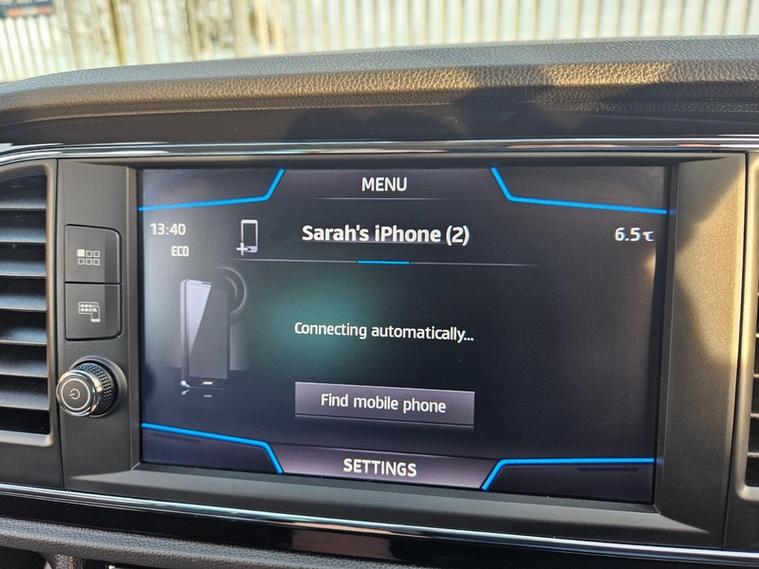 MENU
13:40
Sarah's iPhone (2)
6.5℃
ECO
Connecting automatically...
Find mobile phone
SETTINGS